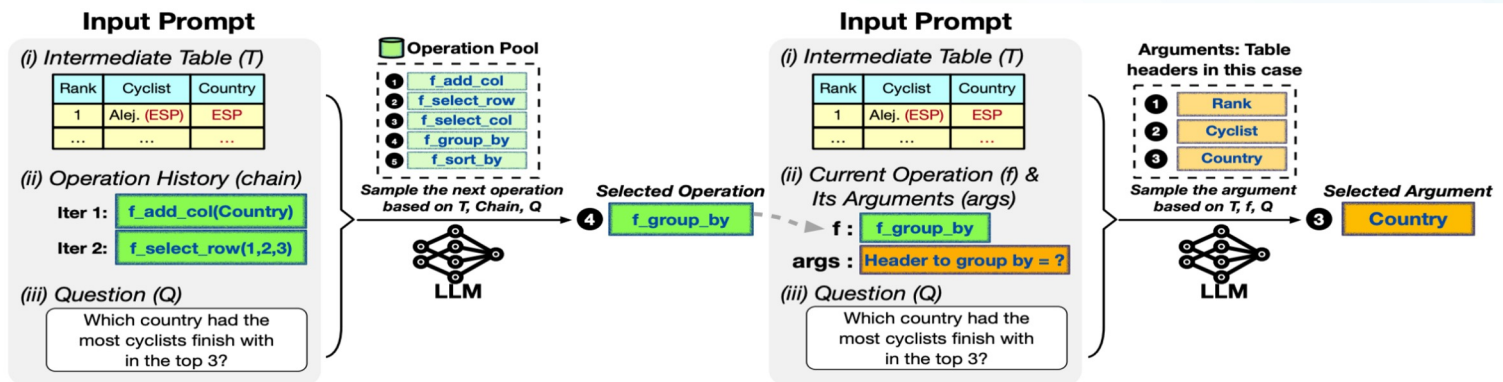 Input Prompt
(i) Intermediate Table (T)
Rank Cyclist Country
1 Alej. (ESP) ESP
... ... ...
(ii) Operation History (chain)
Iter 1: f_add_col(Country)
Iter 2: f_select_row(1,2,3)
(iii) Question (Q)
Which country had the
most cyclists finish with
in the top 3?
Operation Pool
1 f_add_col
2 f_select_row
3 f_select_col
4 f_group_by
5 f_sort_by
Sample the next operation
based on T, Chain, Q
LLM
Selected Operation
4 f_group_by
Input Prompt
(i) Intermediate Table (T)
Rank Cyclist Country
1 Alej. (ESP) ESP
... ... ...
(ii) Current Operation (f) &
Its Arguments (args)
f : f_group_by
args : Header to group by = ?
(iii) Question (Q)
Which country had the
most cyclists finish with
in the top 3?
Arguments: Table
headers in this case
1 Rank
2 Cyclist
3 Country
Sample the argument
based on T, f, Q
LLM
Selected Argument
3 Country